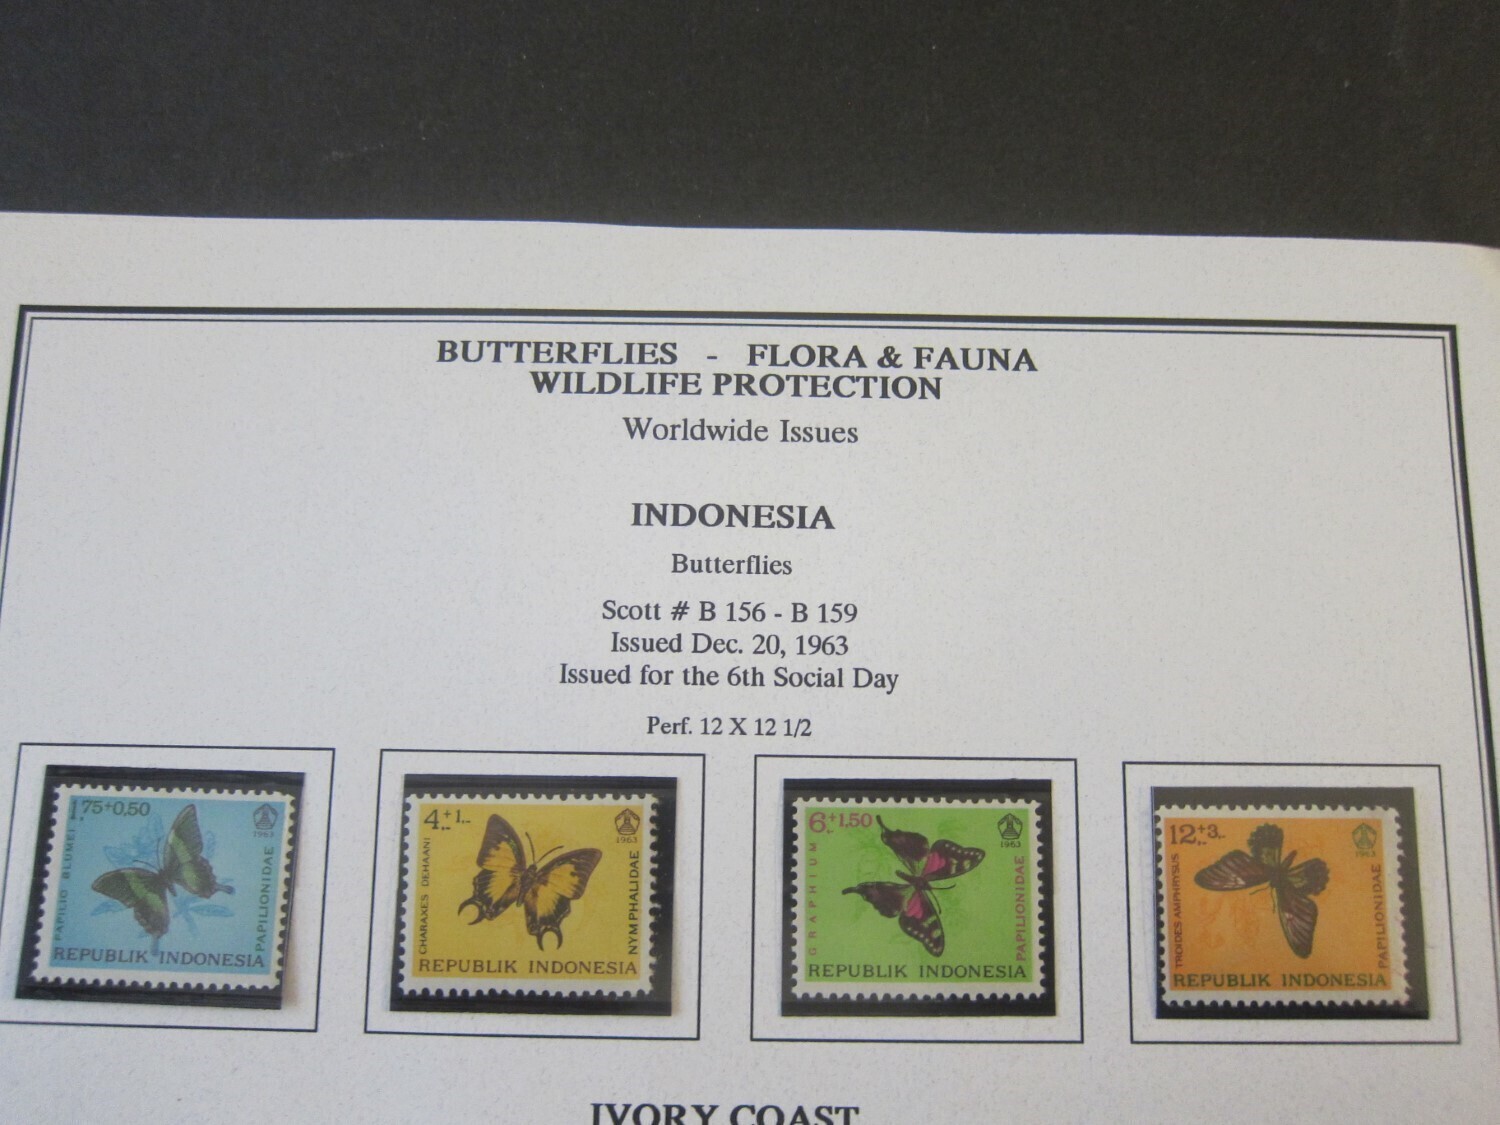 BUTTERFLIES - FLORA & FAUNA
WILDLIFE PROTECTION
Worldwide Issues
INDONESIA
Butterflies
Scott # B 156 - B 159
Issued Dec. 20, 1963
Issued for the 6th Social Day
Perf. 12 X 12 1/2
1.75+0,50
1963
PAPILIO BLUMEI
PAPILIONIDAE
REPUBLIK INDONESIA
4+1
1963
CHARAXES DEHAANI
NYMPHALIDAE
REPUBLIK INDONESIA
6+1,50
1963
GRAPHIUM
PAPILIONIDAE
REPUBLIK INDONESIA
12+3
1963
TROIDES AMPHRYSUS
PAPILIONIDAE
REPUBLIK INDONESIA
IVORY COAST